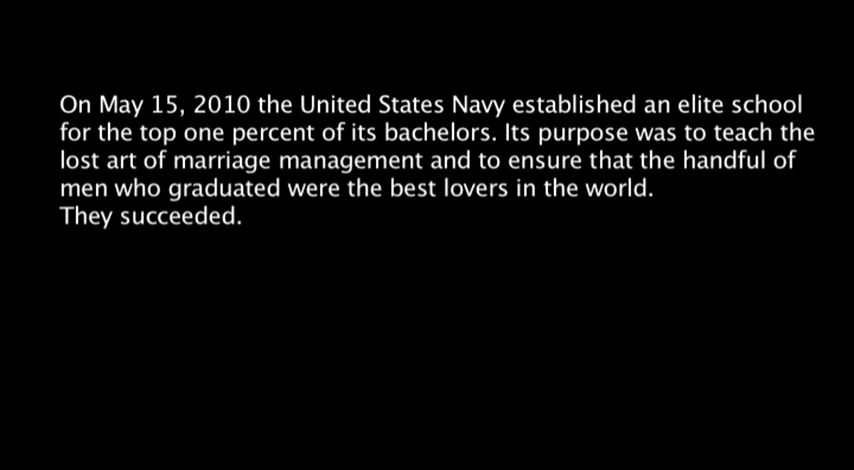 On May 15, 2010 the United States Navy established an elite school
for the top one percent of its bachelors. Its purpose was to teach the
lost art of marriage management and to ensure that the handful of
men who graduated were the best lovers in the world.
They succeeded.